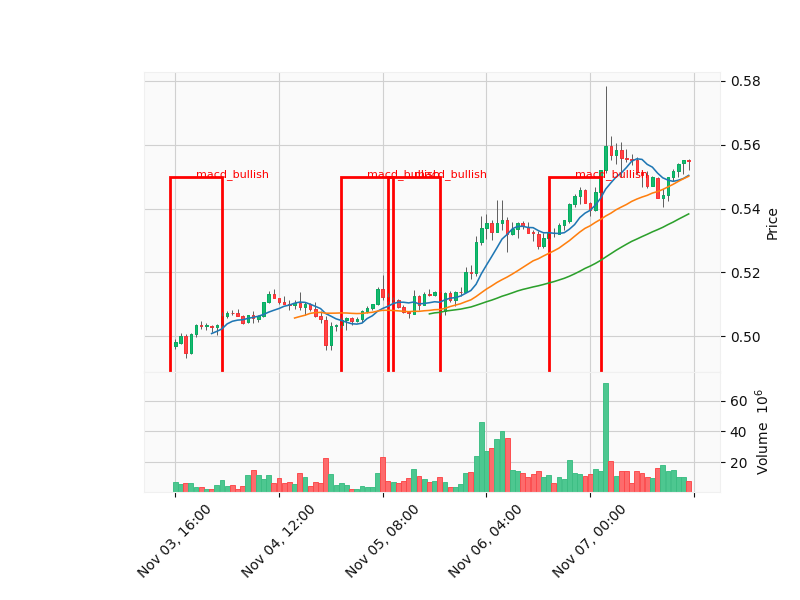 0.58
0.56
macd_bullish
macd_bullish
macd_bullish
macd_bullish
0.54
Price
0.52
0.50
60
40
20
Volume 10^6
Nov 03, 16:00
Nov 04, 12:00
Nov 05, 08:00
Nov 06, 04:00
Nov 07, 00:00